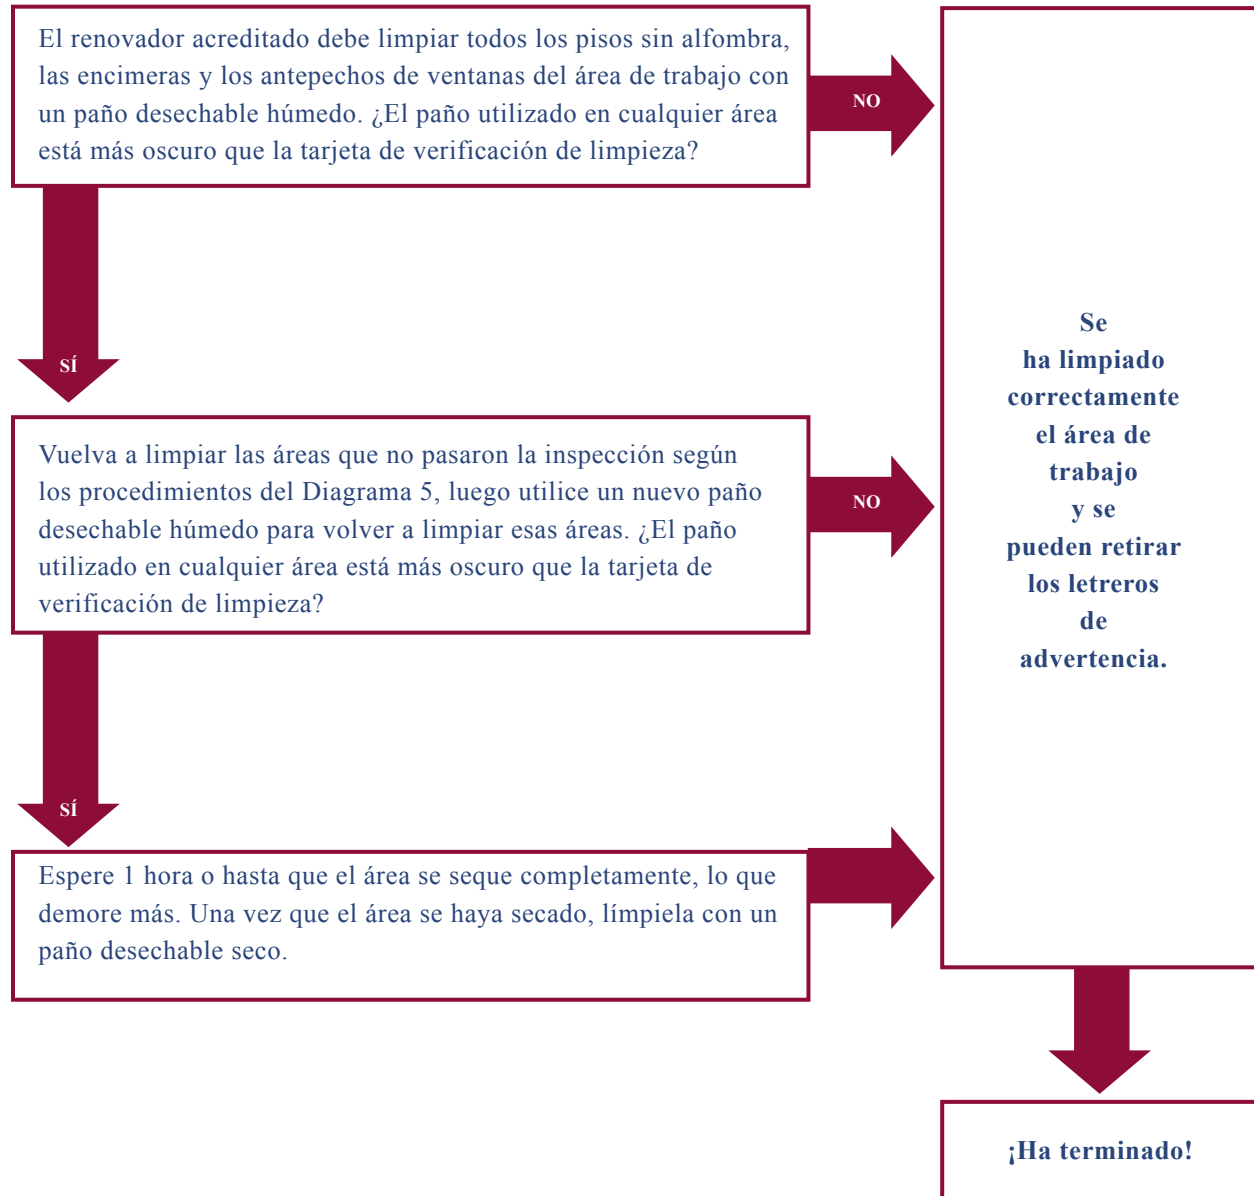 El renovador acreditado debe limpiar todos los pisos sin alfombra,
las encimeras y los antepechos de ventanas del área de trabajo con
un paño desechable húmedo. ¿El paño utilizado en cualquier área
está más oscuro que la tarjeta de verificación de limpieza?
NO
SÍ
Vuelva a limpiar las áreas que no pasaron la inspección según
los procedimientos del Diagrama 5, luego utilice un nuevo paño
desechable húmedo para volver a limpiar esas áreas. ¿El paño
utilizado en cualquier área está más oscuro que la tarjeta de
verificación de limpieza?
NO
SÍ
Espere 1 hora o hasta que el área se seque completamente, lo que
demore más. Una vez que el área se haya secado, límpiela con un
paño desechable seco.
Se
ha limpiado
correctamente
el área de
trabajo
y se
pueden retirar
los letreros
de
advertencia.
¡Ha terminado!